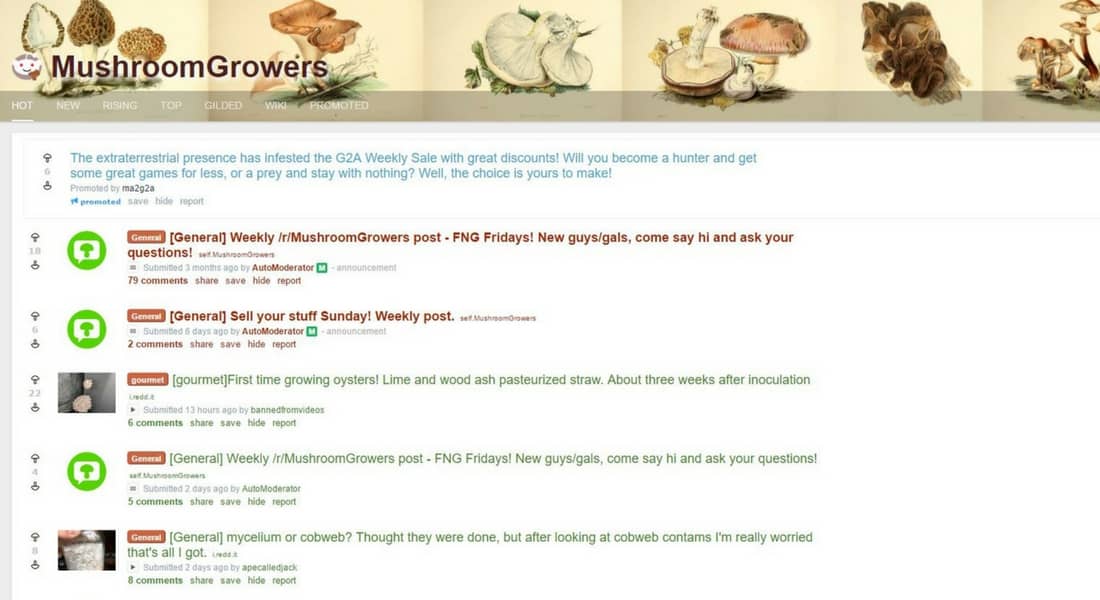 MushroomGrowers
HOT NEW RISING TOP GILDED WIKI PROMOTED
The extraterrestrial presence has infested the G2A Weekly Sale with great discounts! Will you become a hunter and get
6 some great games for less, or a prey and stay with nothing? Well, the choice is yours to make!
Promoted by ma2g2a
promoted save hide report
General [General] Weekly /r/MushroomGrowers post - FNG Fridays! New guys/gals, come say hi and ask your
18 questions! self.MushroomGrowers
Submitted 3 months ago by AutoModerator M - announcement
79 comments share save hide report
General [General] Sell your stuff Sunday! Weekly post. self.MushroomGrowers
6 Submitted 6 days ago by AutoModerator M - announcement
2 comments share save hide report
gourmet [gourmet]First time growing oysters! Lime and wood ash pasteurized straw. About three weeks after inoculation
22 i.redd.it
Submitted 13 hours ago by bannedfromvideos
6 comments share save hide report
General [General] Weekly /r/MushroomGrowers post - FNG Fridays! New guys/gals, come say hi and ask your questions!
4 self.MushroomGrowers
Submitted 2 days ago by AutoModerator
5 comments share save hide report
General [General] mycelium or cobweb? Thought they were done, but after looking at cobweb contams I'm really worried
8 that's all I got. i.redd.it
Submitted 2 days ago by apecalledjack
8 comments share save hide report